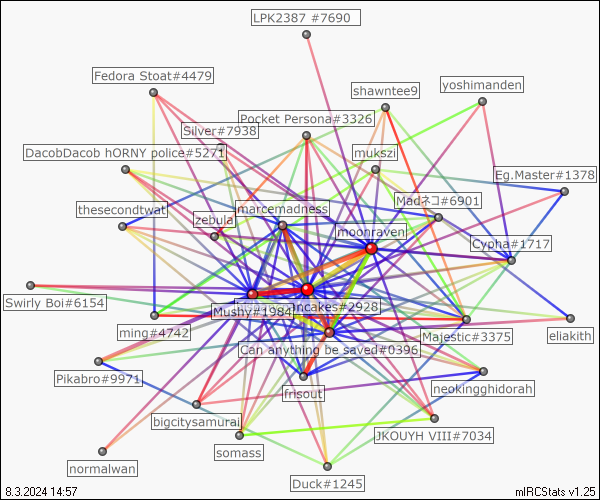 LPK2387 #7690
Fedora Stoat#4479
shawntee9
yoshimanden
Pocket Persona#3326
Silver#7938
DacobDacob hORNY police#5271
mukszi
Eg.Master#1378
Madネコ#6901
thesecondtwat
marcemadness
zebula
moonraven
Cypha#1717
Swirly Boi#6154
ncakes#2928
Mushy#1984
ming#4742
Majestic#3375
eliakith
Can anything be saved#0396
Pikabro#9971
frisout
neokingghidorah
bigcitysamurai
JKOUYH VIII#7034
somass
normalwan
Duck#1245
8.3.2024 14:57
mIRCStats v1.25